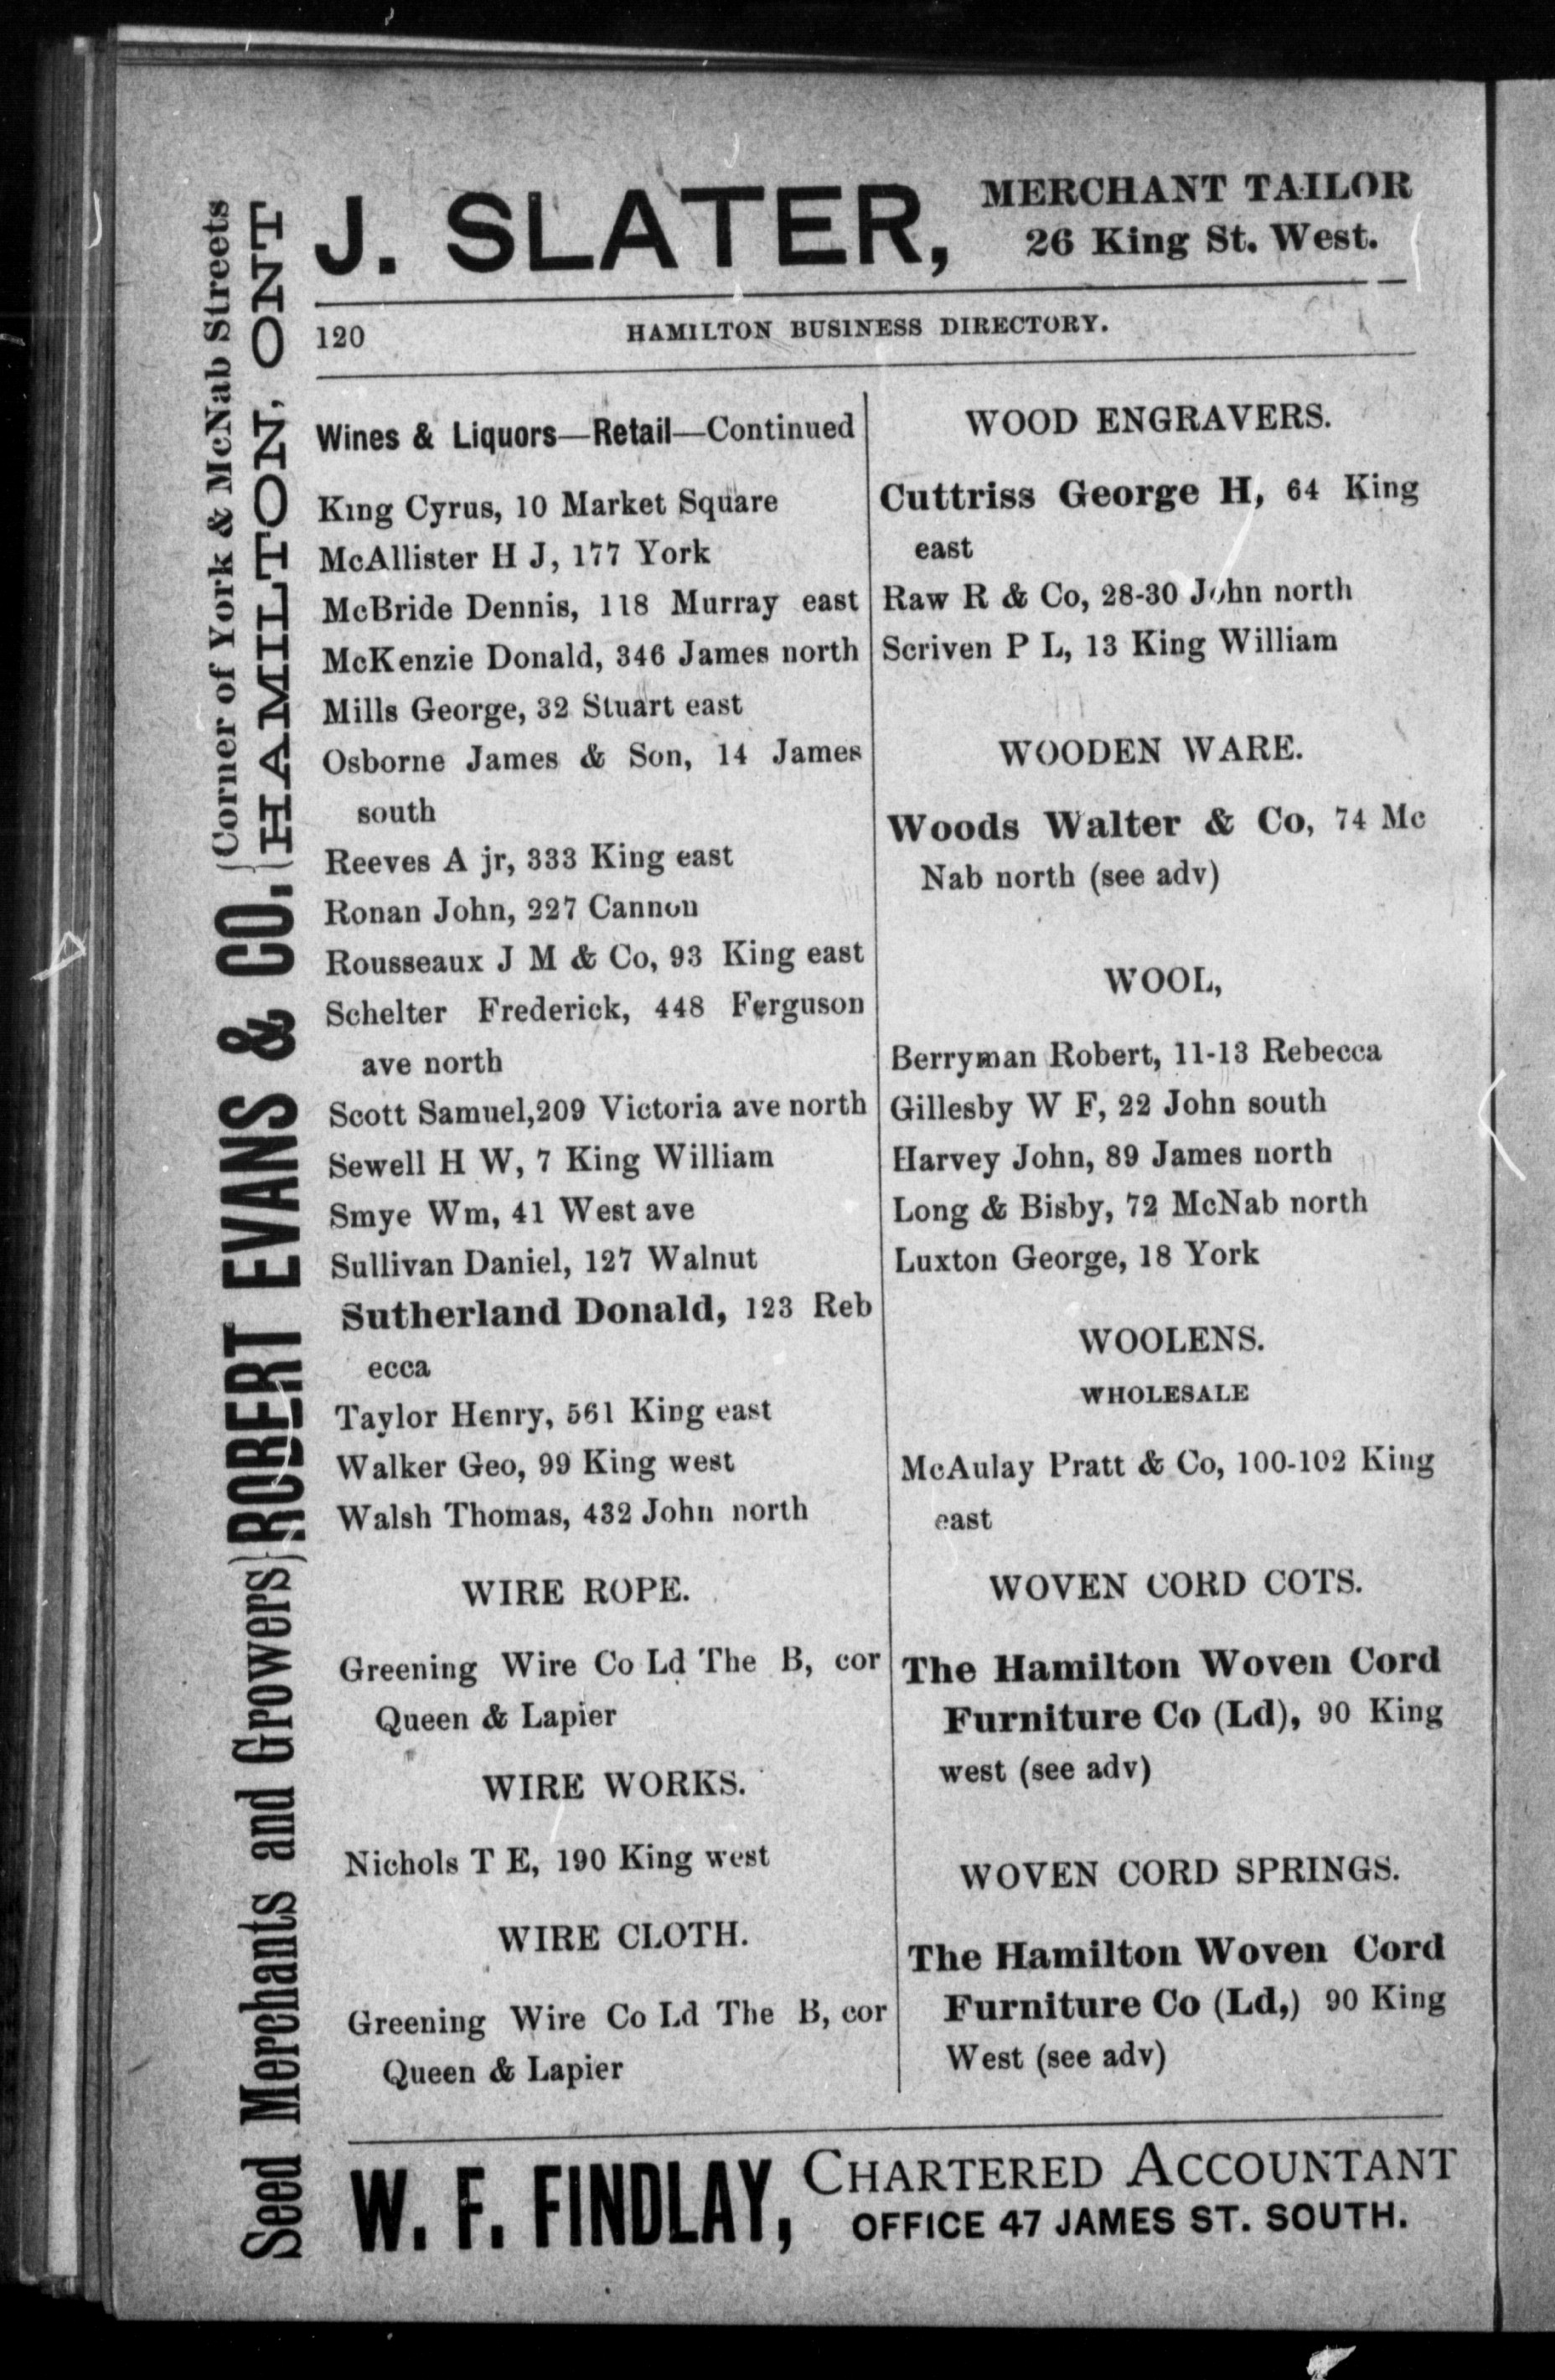 J. SLATER,
MERCHANT TAILOR
26 King St. West.
120
HAMILTON BUSINESS DIRECTORY.
Wines & Liquors—Retail—Continued
King Cyrus, 10 Market Square
McAllister H J, 177 York
McBride Dennis, 118 Murray east
McKenzie Donald, 346 James north
Mills George, 32 Stuart east
Osborne James & Son, 14 James
south
Reeves A jr, 333 King east
Ronan John, 227 Cannon
Rousseaux J M & Co, 93 King east
Schelter Frederick, 448 Ferguson
ave north
Scott Samuel,209 Victoria ave north
Sewell H W, 7 King William
Smye Wm, 41 West ave
Sullivan Daniel, 127 Walnut
Sutherland Donald, 123 Reb
ecca
Taylor Henry, 561 King east
Walker Geo, 99 King west
Walsh Thomas, 432 John north
WIRE ROPE.
Greening Wire Co Ld The B, cor
Queen & Lapier
WIRE WORKS.
Nichols T E, 190 King west
WIRE CLOTH.
Greening Wire Co Ld The B, cor
Queen & Lapier
WOOD ENGRAVERS.
Cuttriss George H, 64 King
east
Raw R & Co, 28-30 John north
Scriven P L, 13 King William
WOODEN WARE.
Woods Walter & Co, 74 Mc
Nab north (see adv)
WOOL,
Berryman Robert, 11-13 Rebecca
Gillesby W F, 22 John south
Harvey John, 89 James north
Long & Bisby, 72 McNab north
Luxton George, 18 York
WOOLENS.
WHOLESALE
McAulay Pratt & Co, 100-102 King
east
WOVEN CORD COTS.
The Hamilton Woven Cord
Furniture Co (Ld), 90 King
west (see adv)
WOVEN CORD SPRINGS.
The Hamilton Woven Cord
Furniture Co (Ld,) 90 King
West (see adv)
W. F. FINDLAY,
CHARTERED ACCOUNTANT
OFFICE 47 JAMES ST. SOUTH.
Seed Merchants and Growers} ROBERT EVANS & CO. {Corner of York & McNab Streets
HAMILTON, ONT